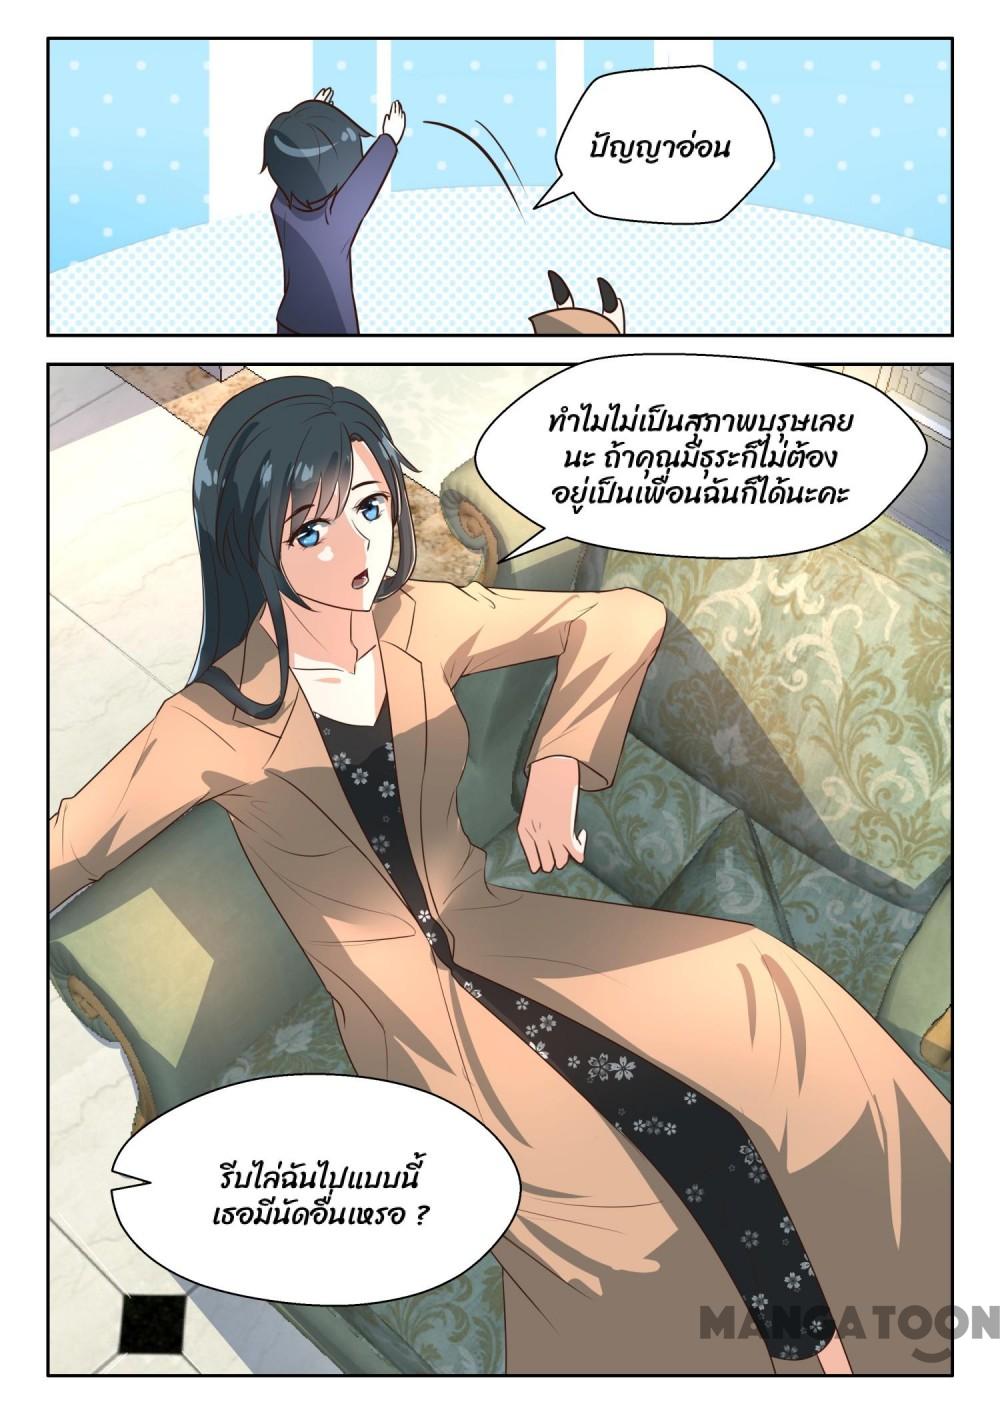 ปัญญาอ่อน
ทำไมไม่เป็นสุภาพบุรุษเลย
นะ ถ้าคุณมีธุระก็ไม่ต้อง
อยู่เป็นเพื่อนฉันก็ได้นะคะ
รีบไล่ฉันไปแบบนี้
เธอมีนัดอื่นเหรอ ?
MANGATOON